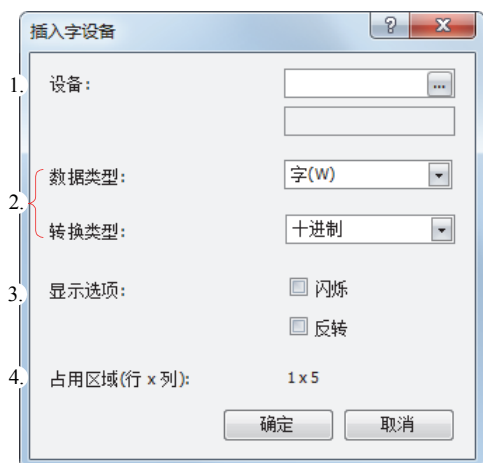 插入字设备
1. 设备:
...
2. 数据类型: 字(W)
转换类型: 十进制
3. 显示选项: 闪烁
反转
4. 占用区域(行 x 列): 1 x 5
确定 取消